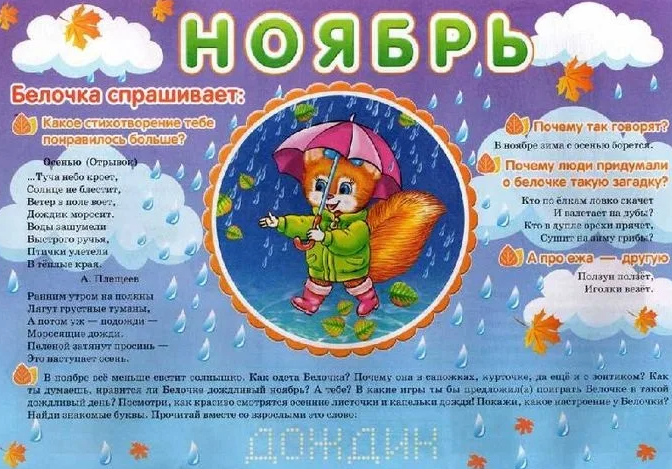 НОЯБРЬ
Белочка спрашивает:
Какое стихотворение тебе
понравилось больше?
Осенью (Отрывок)
...Туча небо кроет,
Солнце не блестит,
Ветер в поле воет,
Дождик моросит.
Воды зашумели
Быстрого ручья,
Птички улетели
В тёплые края.
А. Плещеев
Ранним утром на поляны
Лягут грустные туманы,
А потом уж — подожди —
Моросящие дожди.
Пеленой затянут просинь —
Это наступает осень.
Почему так говорят?
В ноябре зима с осенью борется.
Почему люди придумали
о белочке такую загадку?
Кто по ёлкам ловко скачет
И взлетает на дубы?
Кто в дупле орехи прячет,
Сушит на зиму грибы?
А про ежа — другую
Ползун ползёт,
Иголки везёт.
В ноябре всё меньше светит солнышко. Как одета Белочка? Почему она в сапожках, курточке, да ещё и с зонтиком? Как
ты думаешь, нравится ли Белочке дождливый ноябрь? А тебе? В какие игры ты бы предложил(а) поиграть Белочке в такой
дождливый день? Посмотри, как красиво смотрятся осенние листочки и капельки дождя! Покажи, какое настроение у Белочки?
Найди знакомые буквы. Прочитай вместе со взрослыми это слово:
ДОЖДИК